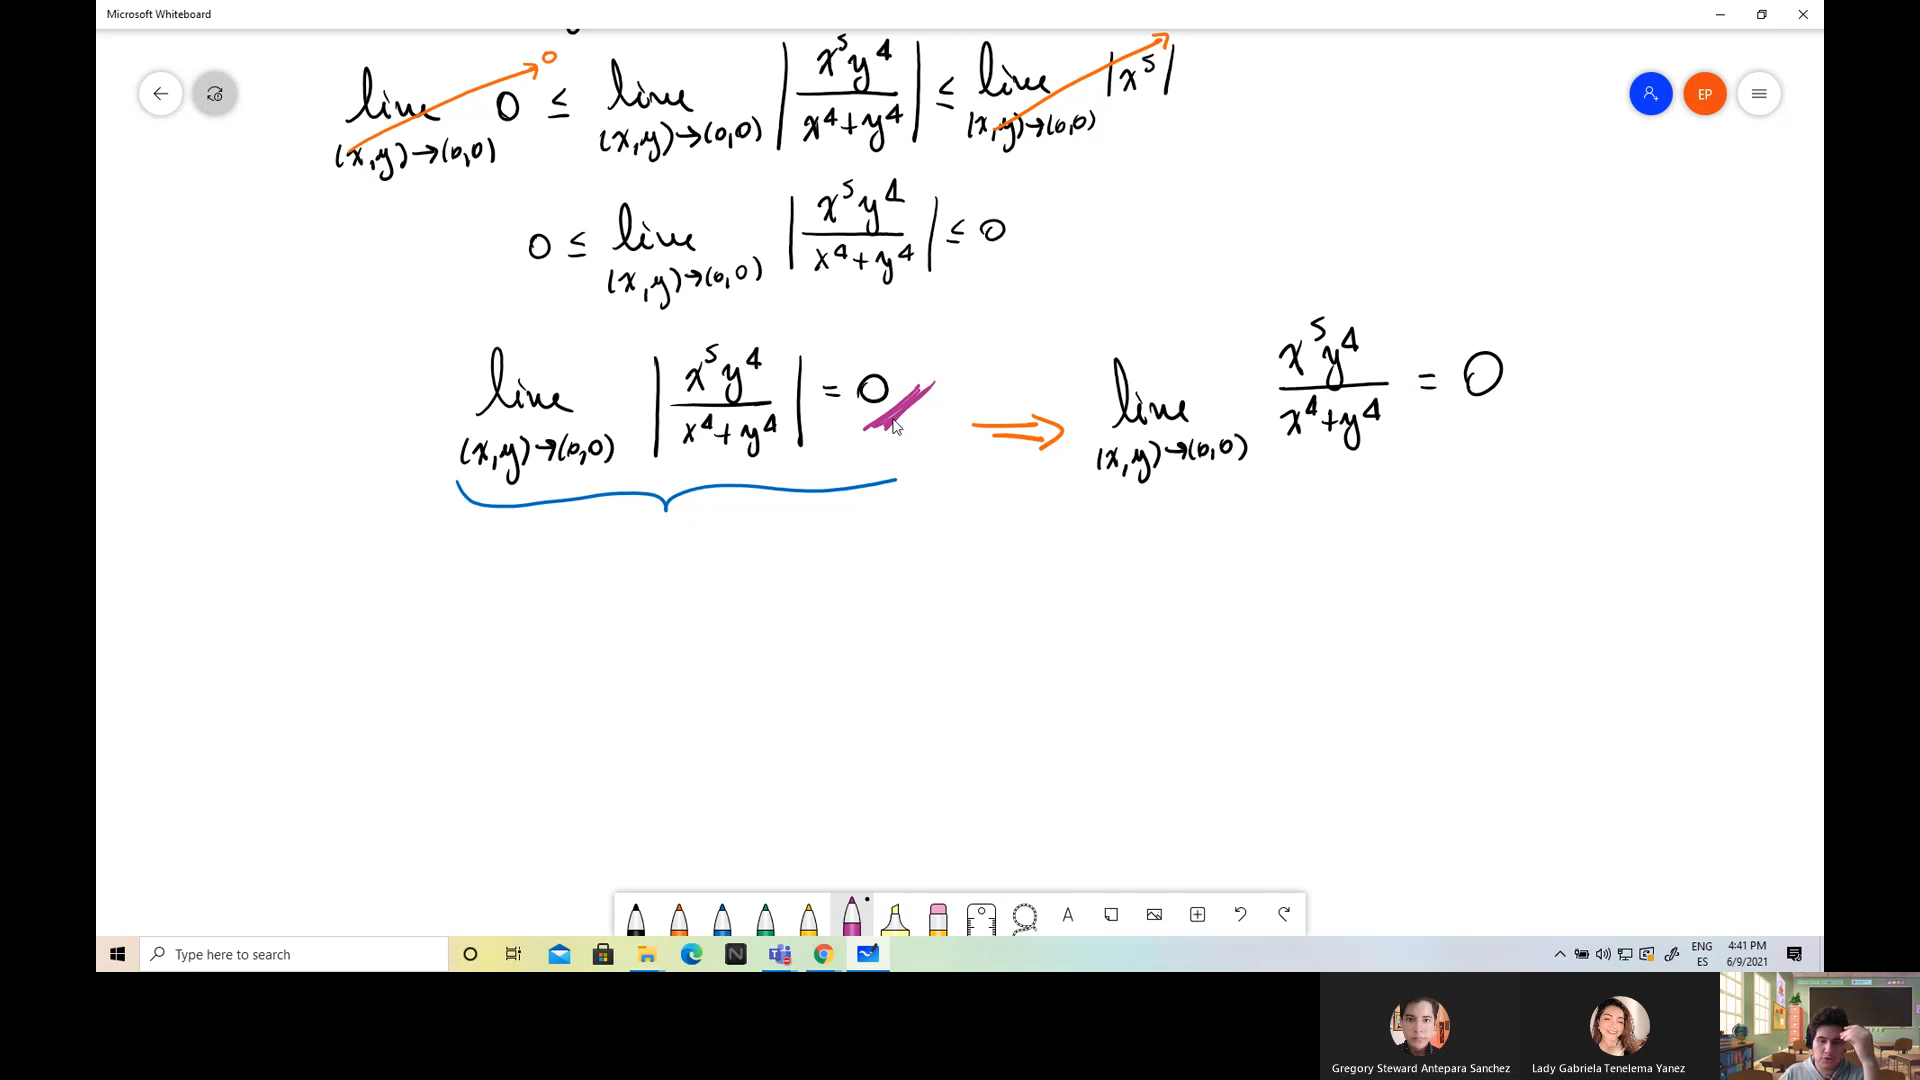 Microsoft Whiteboard
lim (x,y)→(0,0) 0 ≤ lim (x,y)→(0,0) |x⁵y⁴/(x⁴+y⁴)| ≤ lim (x,y)→(0,0) |x⁵|
0
EP
0 ≤ lim (x,y)→(0,0) |x⁵y⁴/(x⁴+y⁴)| ≤ 0
lim (x,y)→(0,0) |x⁵y⁴/(x⁴+y⁴)| = 0 ⇒ lim (x,y)→(0,0) x⁵y⁴/(x⁴+y⁴) = 0
A
Type here to search
N
ENG
ES
4:41 PM
6/9/2021
Gregory Steward Antepara Sanchez
Lady Gabriela Tenelema Yanez